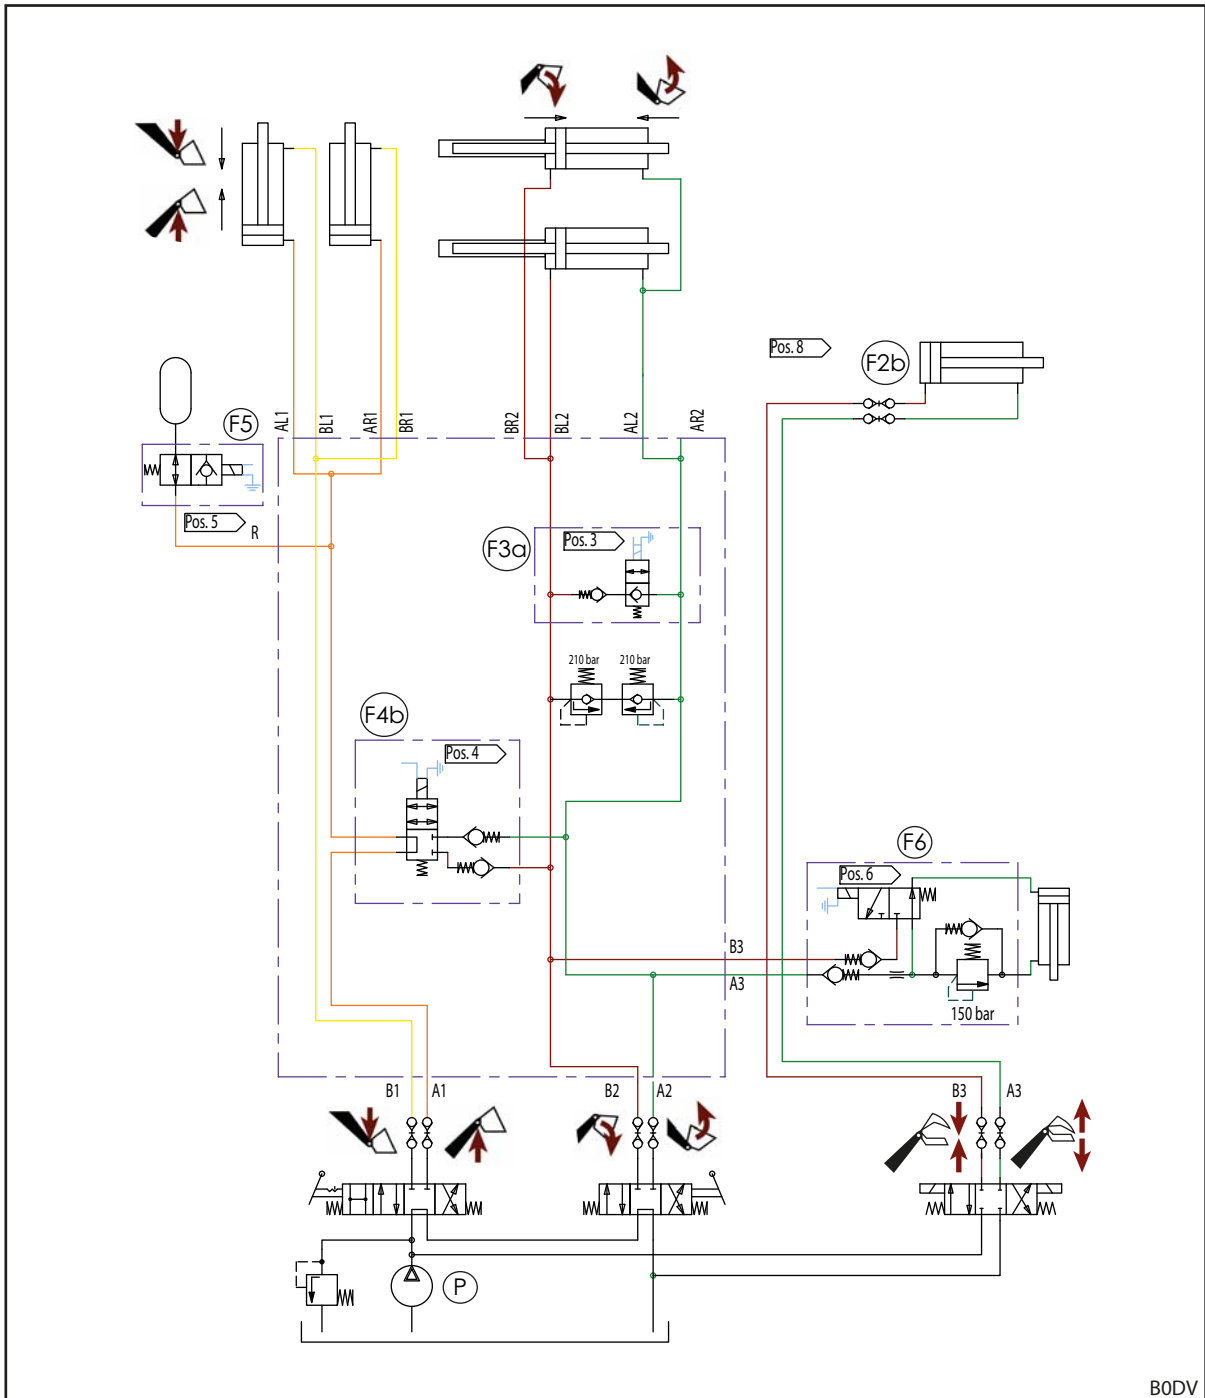 Pos. 8
F2b
F5
AL1
BL1
AR1
BR1
BR2
BL2
AL2
AR2
Pos. 5
R
F3a
Pos. 3
210 bar
210 bar
F4b
Pos. 4
F6
Pos. 6
B3
A3
150 bar
B1
A1
B2
A2
B3
A3
P
B0DV